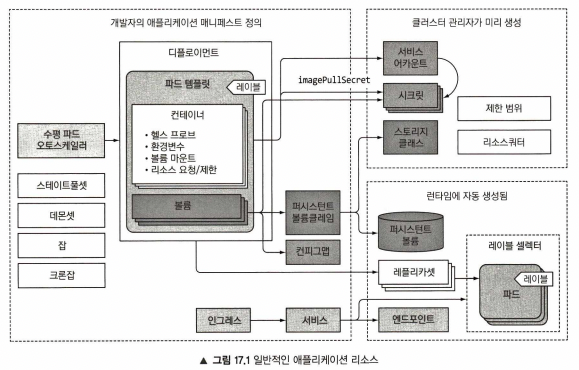 개발자의 애플리케이션 매니페스트 정의
클러스터 관리자가 미리 생성
디플로이먼트
파드 템플릿
레이블
컨테이너
• 헬스 프로브
• 환경변수
• 볼륨 마운트
• 리소스 요청/제한
볼륨
수평 파드
오토스케일러
스테이트풀셋
데몬셋
잡
크론잡
imagePullSecret
서비스
어카운트
시크릿
스토리지
클래스
제한 범위
리소스쿼터
퍼시스턴트
볼륨클레임
컨피그맵
인그레스
서비스
런타임에 자동 생성됨
퍼시스턴트
볼륨
레플리카셋
엔드포인트
레이블 셀렉터
레이블
파드
▲ 그림 17.1 일반적인 애플리케이션 리소스